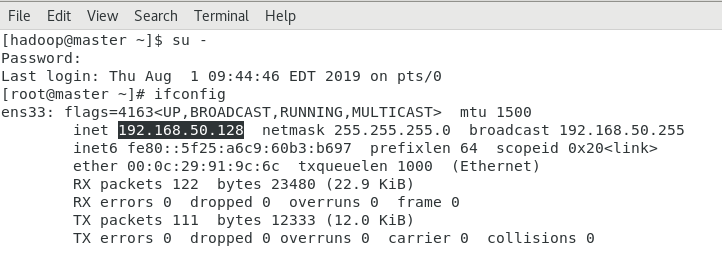 File  Edit  View  Search  Terminal  Help
[hadoop@master ~]$ su -
Password:
Last login: Thu Aug  1 09:44:46 EDT 2019 on pts/0
[root@master ~]# ifconfig
ens33: flags=4163<UP,BROADCAST,RUNNING,MULTICAST>  mtu 1500
        inet 192.168.50.128  netmask 255.255.255.0  broadcast 192.168.50.255
        inet6 fe80::5f25:a6c9:60b3:b697  prefixlen 64  scopeid 0x20<link>
        ether 00:0c:29:91:9c:6c  txqueuelen 1000  (Ethernet)
        RX packets 122  bytes 23480 (22.9 KiB)
        RX errors 0  dropped 0  overruns 0  frame 0
        TX packets 111  bytes 12333 (12.0 KiB)
        TX errors 0  dropped 0 overruns 0  carrier 0  collisions 0